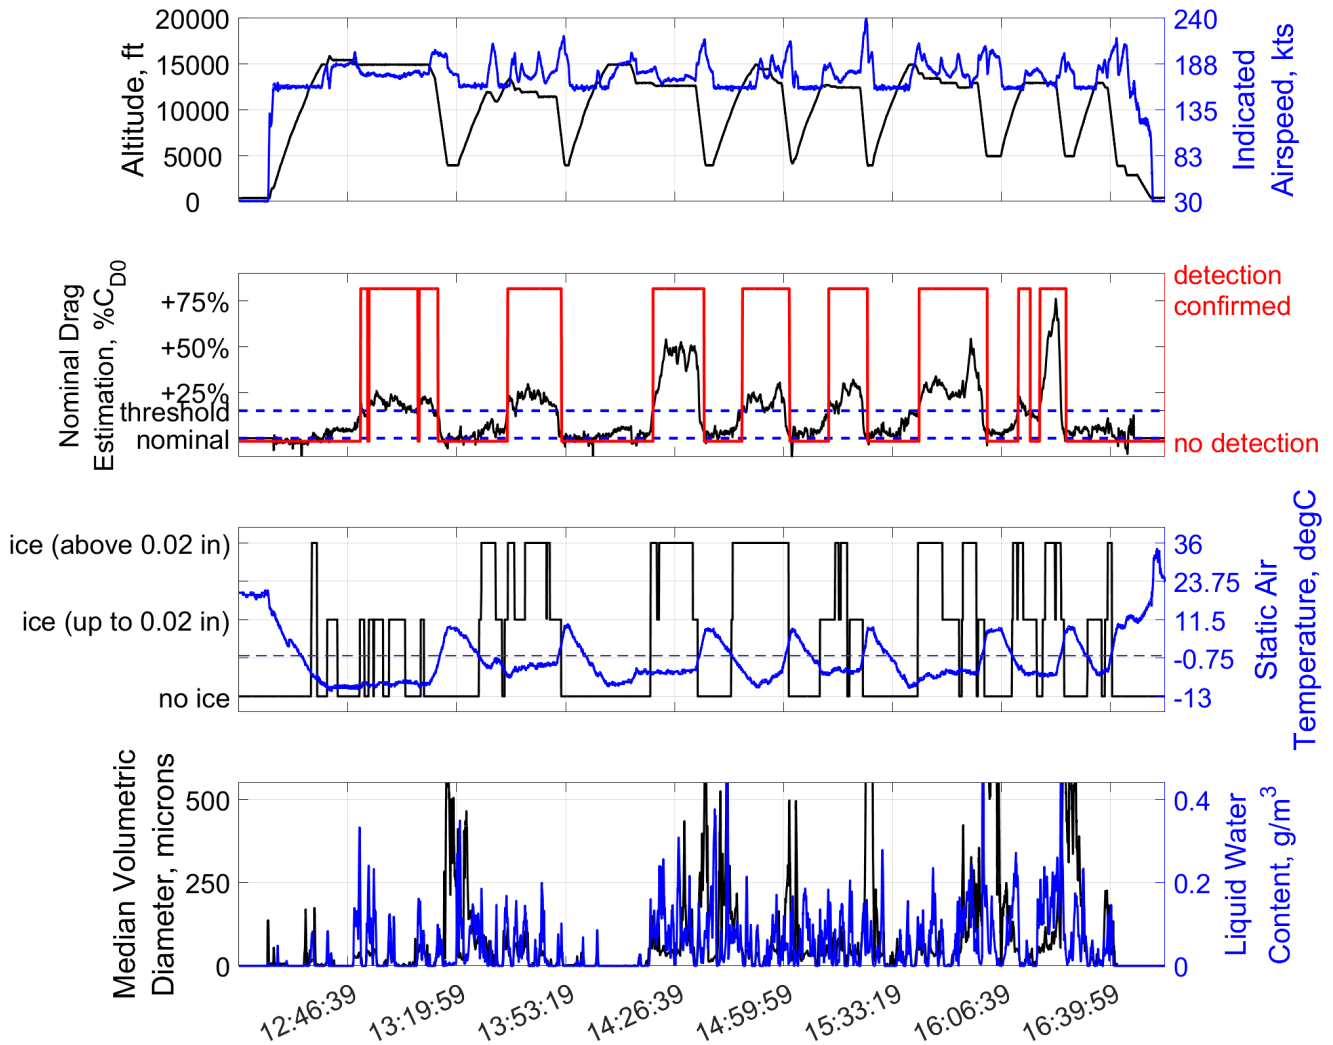 20000
15000
10000
5000
0
Altitude, ft
240
188
135
83
30
Indicated
Airspeed, kts
Nominal Drag
Estimation, %C_D0
+75%
+50%
+25%
threshold
nominal
detection
confirmed
no detection
ice (above 0.02 in)
ice (up to 0.02 in)
no ice
36
23.75
11.5
-0.75
-13
Static Air
Temperature, degC
Median Volumetric
Diameter, microns
500
250
0
0.4
0.2
0
Liquid Water
Content, g/m³
12:46:39
13:19:59
13:53:19
14:26:39
14:59:59
15:33:19
16:06:39
16:39:59